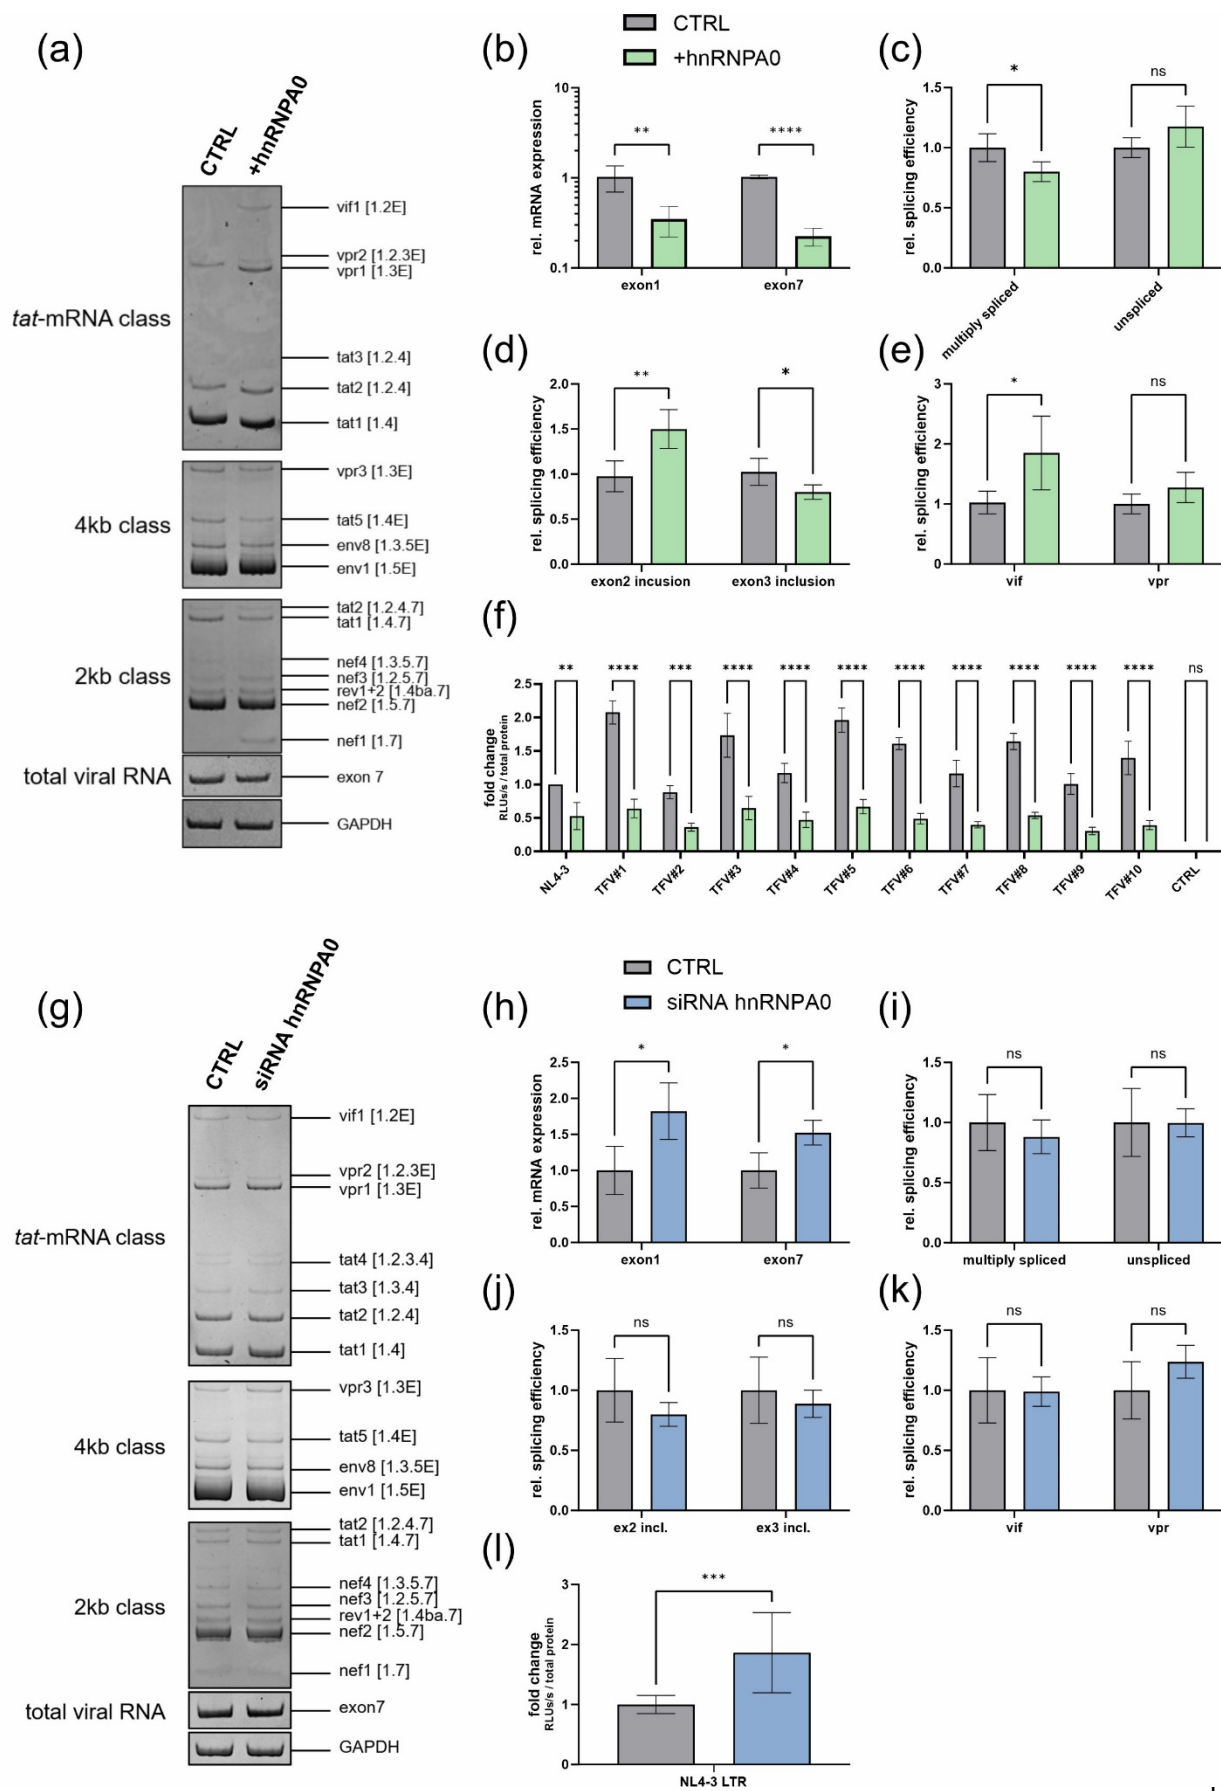 (a)
CTRL
+hnRNPA0
tat-mRNA class
vif1 [1.2E]
vpr2 [1.2.3E]
vpr1 [1.3E]
tat3 [1.2.4]
tat2 [1.2.4]
tat1 [1.4]
4kb class
vpr3 [1.3E]
tat5 [1.4E]
env8 [1.3.5E]
env1 [1.5E]
2kb class
tat2 [1.2.4.7]
tat1 [1.4.7]
nef4 [1.3.5.7]
nef3 [1.2.5.7]
rev1+2 [1.4ba.7]
nef2 [1.5.7]
nef1 [1.7]
total viral RNA
exon 7
GAPDH
CTRL
+hnRNPA0
(b)
rel. mRNA expression
10
1
0.1
**
****
exon1
exon7
(c)
rel. splicing efficiency
1.5
1.0
0.5
0.0
*
ns
multiply spliced
unspliced
(d)
rel. splicing efficiency
2.0
1.5
1.0
0.5
0.0
**
*
exon2 incusion
exon3 inclusion
(e)
rel. splicing efficiency
3
2
1
0
*
ns
vif
vpr
(f)
fold change
RLUs/s / total protein
2.5
2.0
1.5
1.0
0.5
0.0
**
****
***
****
****
****
****
****
****
****
****
ns
NL4-3
TFV#1
TFV#2
TFV#3
TFV#4
TFV#5
TFV#6
TFV#7
TFV#8
TFV#9
TFV#10
CTRL
(g)
CTRL
siRNA hnRNPA0
tat-mRNA class
vif1 [1.2E]
vpr2 [1.2.3E]
vpr1 [1.3E]
tat4 [1.2.3.4]
tat3 [1.3.4]
tat2 [1.2.4]
tat1 [1.4]
4kb class
vpr3 [1.3E]
tat5 [1.4E]
env8 [1.3.5E]
env1 [1.5E]
2kb class
tat2 [1.2.4.7]
tat1 [1.4.7]
nef4 [1.3.5.7]
nef3 [1.2.5.7]
rev1+2 [1.4ba.7]
nef2 [1.5.7]
nef1 [1.7]
total viral RNA
exon7
GAPDH
CTRL
siRNA hnRNPA0
(h)
rel. mRNA expression
2.5
2.0
1.5
1.0
0.5
0.0
*
*
exon1
exon7
(i)
rel. splicing efficiency
1.5
1.0
0.5
0.0
ns
ns
multiply spliced
unspliced
(j)
rel. splicing efficiency
1.5
1.0
0.5
0.0
ns
ns
ex2 incl.
ex3 incl.
(k)
rel. splicing efficiency
1.5
1.0
0.5
0.0
ns
ns
vif
vpr
(l)
fold change
RLUs/s / total protein
3
2
1
0
***
NL4-3 LTR